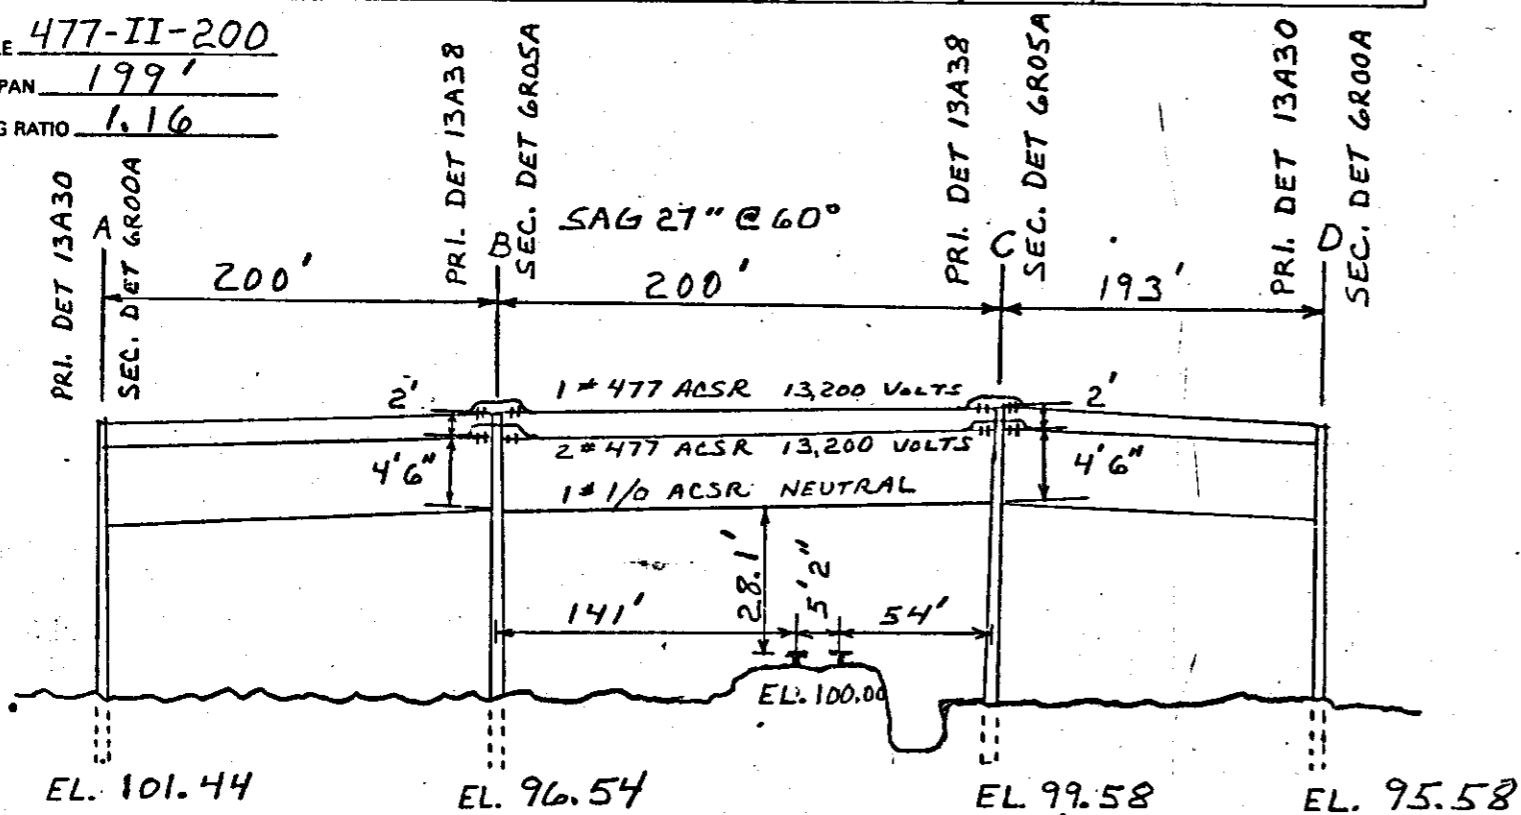 E 477-II-200
PAN 199'
G RATIO 1.16
PRI. DET 13A30
A
SEC. DET GR00A
PRI. DET 13A38
B
SEC. DET GR05A
SAG 27" @ 60°
PRI. DET 13A38
C
SEC. DET GR05A
PRI. DET 13A30
D
SEC. DET GR00A
200'
200'
193'
2'
1 # 477 ACSR 13,200 VOLTS
2'
4'6"
2 # 477 ACSR 13,200 VOLTS
4'6"
1 # 1/0 ACSR NEUTRAL
28.1'
5'2"
141'
54'
EL. 100.00
EL. 101.44
EL. 96.54
EL. 99.58
EL. 95.58